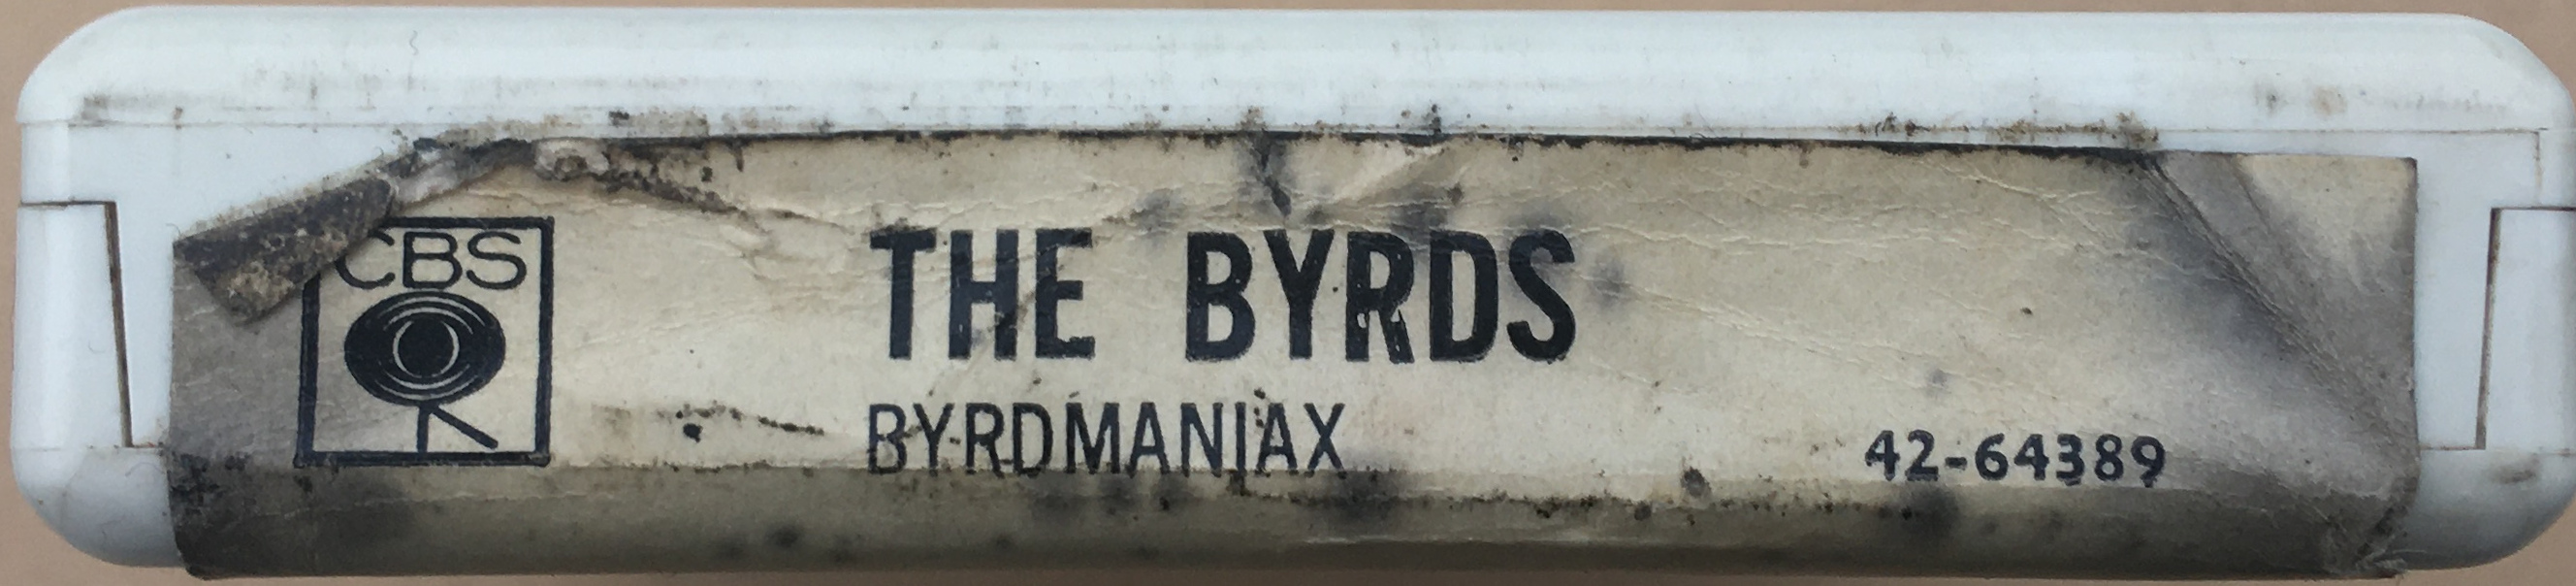 CBS
THE BYRDS
BYRDMANIAX
42-64389